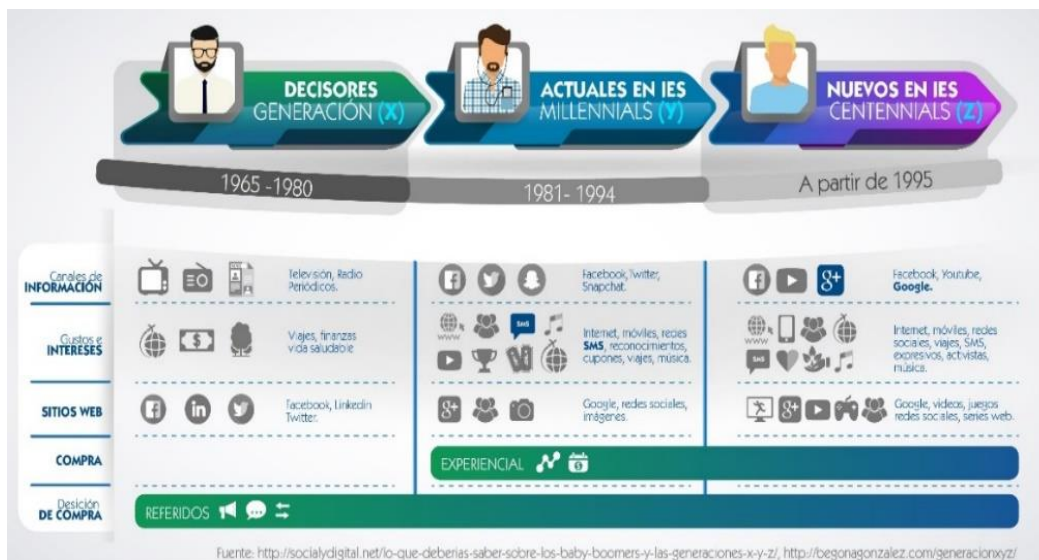 DECISORES
GENERACIÓN (X)
ACTUALES EN IES
MILLENNIALS (Y)
NUEVOS EN IES
CENTENNIALS (Z)
1965 -1980
1981- 1994
A partir de 1995
Canales de
INFORMACIÓN
Televisión, Radio
Periódicos.
Facebook, Twitter,
Snapchat.
Facebook, Youtube,
Google.
Gustos e
INTERESES
Viajes, finanzas
vida saludable
WWW
SMS
Internet, móviles, redes
SMS, reconocimientos,
cupones, viajes, música.
WWW
SMS
Internet, móviles, redes
sociales, viajes, SMS,
expresivos, activistas,
música.
SITIOS WEB
Facebook, Linkedin
Twitter.
Google, redes sociales,
imágenes.
Google, videos, juegos
redes sociales, series web.
COMPRA
EXPERIENCIAL
Desición
DE COMPRA
REFERIDOS
Fuente: http://socialydigital.net/lo-que-deberias-saber-sobre-los-baby-boomers-y-las-generaciones-x-y-z/, http://begonagonzalez.com/generacionxyz/